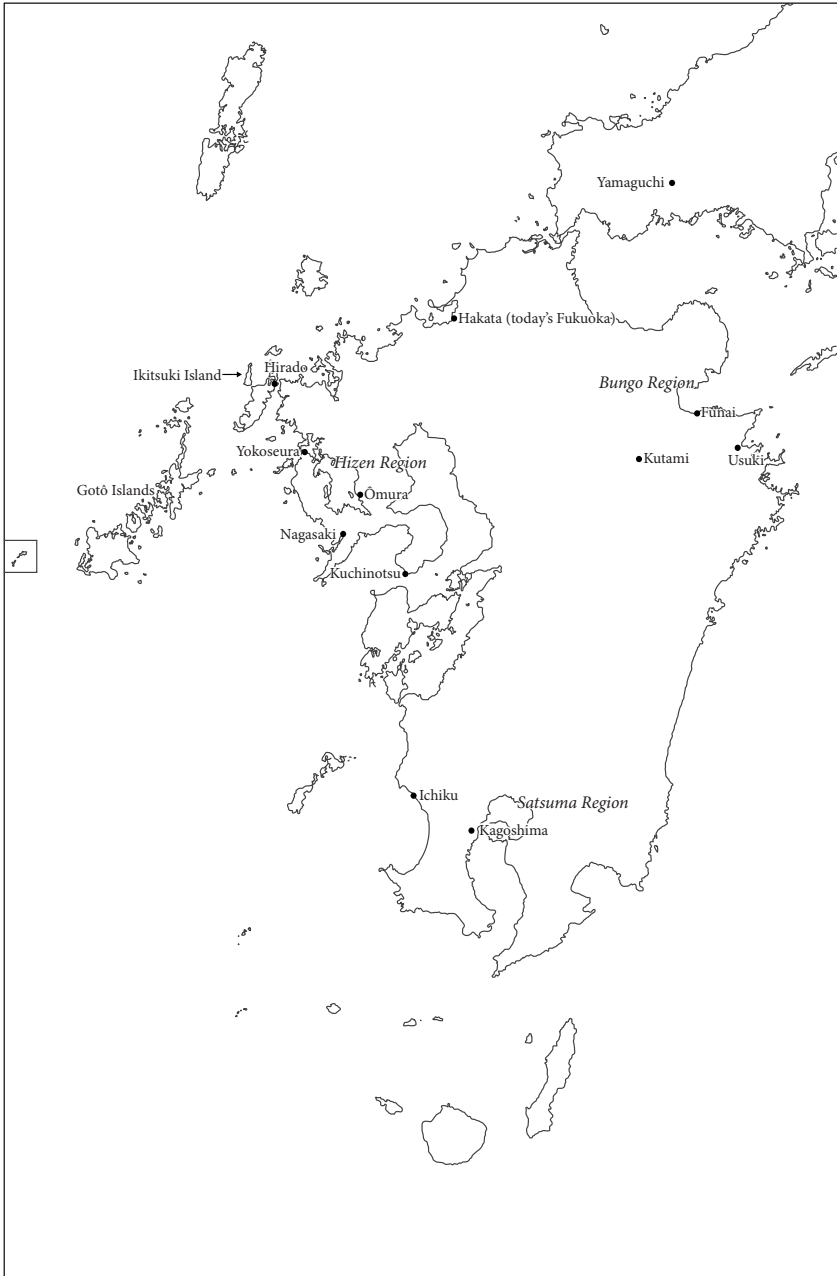 Yamaguchi
Hakata (today's Fukuoka)
Hirado
Ikitsuki Island
Bungo Region
Funai
Yokoseura
Hizen Region
Kutami
Usuki
Gotô Islands
Ômura
Nagasaki
Kuchinotsu
Ichiku
Satsuma Region
Kagoshima